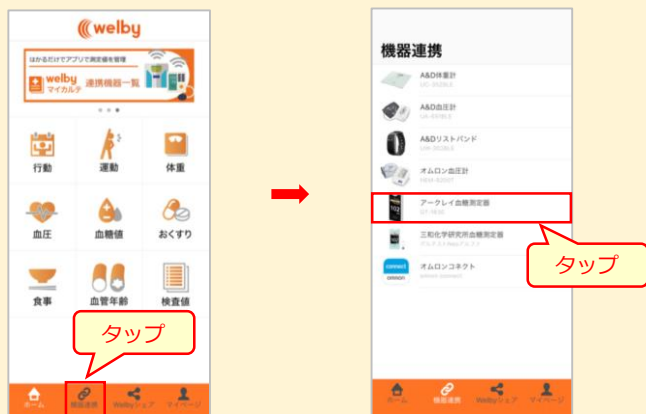 welby
はかるだけでアプリで測定値を管理
welby
マイカルテ
連携機器一覧
行動
運動
体重
血圧
血糖値
おくすり
食事
血管年齢
検査値
タップ
ホーム
機器連携
Welbyシェア
マイページ
機器連携
A&D体重計
A&D血圧計
A&Dリストバンド
オムロン血圧計
アークレイ血糖測定器
三和化学研究所血糖測定器
オムロンコネクト
タップ
connect
omron
ホーム
機器連携
Welbyシェア
マイページ